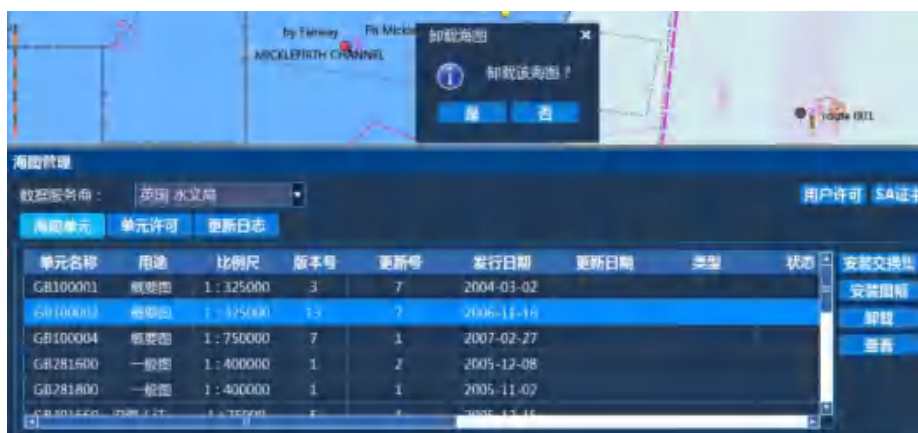 by Fairway
MICKLEFIRTH CHANNEL
卸载海图
卸载该海图？
是 否
route 001
海图管理
数据服务商： 英国 水文局
用户许可
海图单元 单元许可 更新日志
单元名称 用途 比例尺 版本号 更新号 发行日期 更新日期 类型 状态
安装交换集
GB100001 概要图 1：325000 3 7 2004-03-02
安装图幅
概要图 1：325000 13 7 2006-11-16
卸载
GB100004 概要图 1：750000 7 1 2007-02-27
查看
GB281600 一般图 1：400000 1 2 2005-12-08
GB281800 一般图 1：400000 1 1 2005-11-02